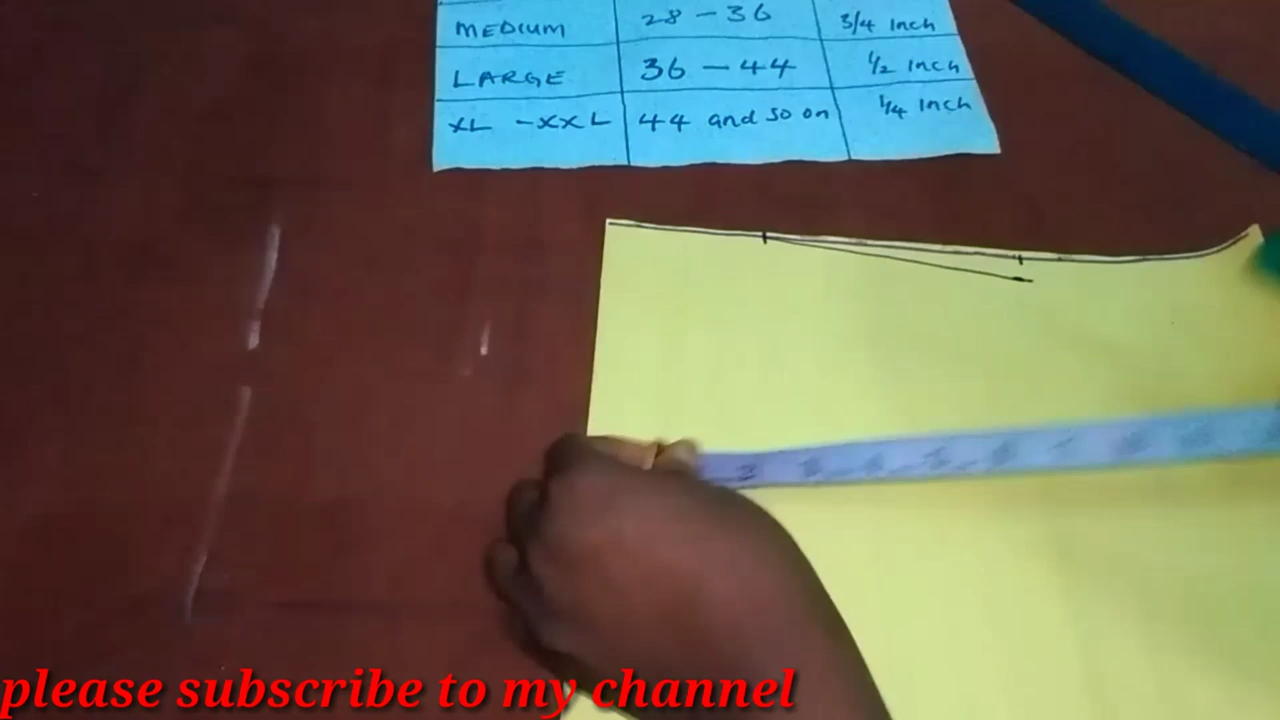 MEDIUM 28 - 36 3/4 Inch
LARGE 36 - 44 1/2 Inch
XL - XXL 44 and so on 1/4 Inch
please subscribe to my channel